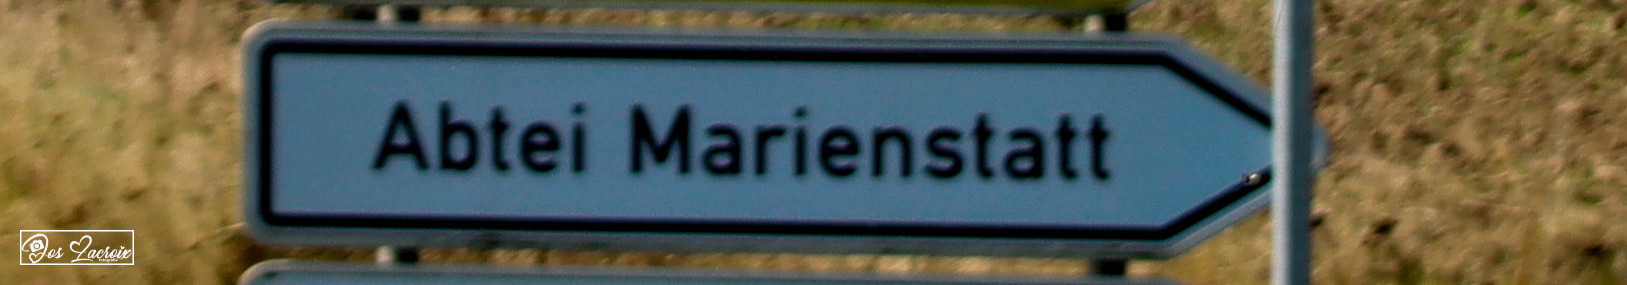 Abtei Marienstatt
Jos Lacroix